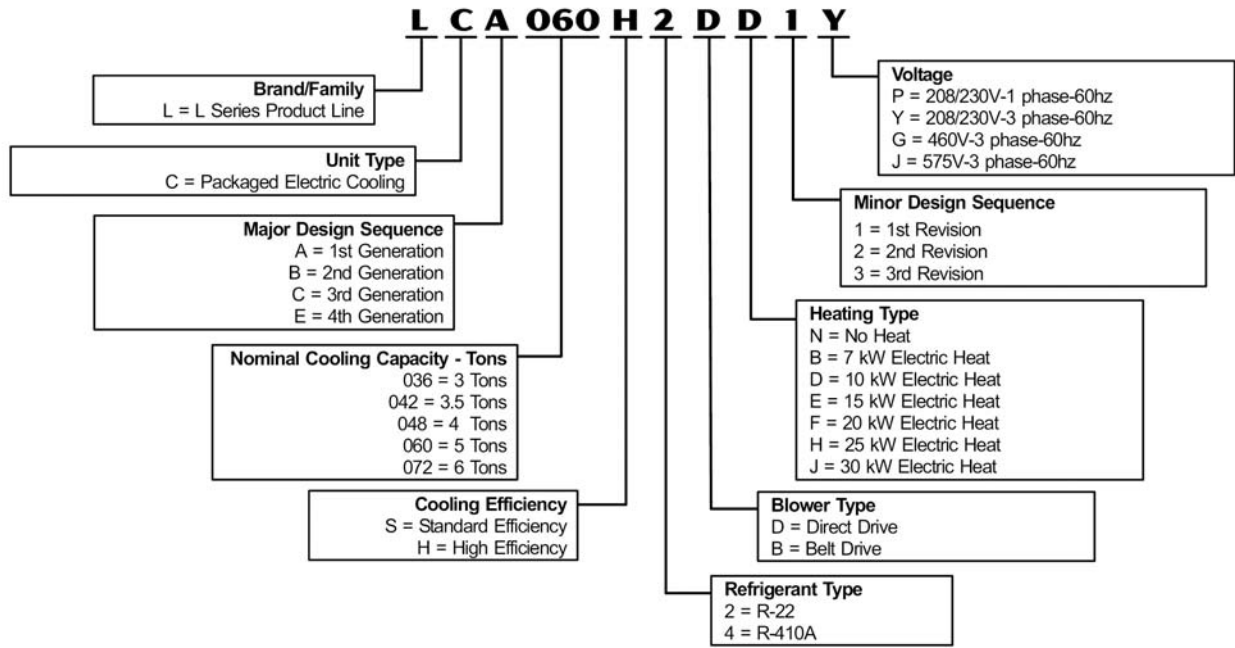 L C A 060 H 2 D D 1 Y
Brand/Family
L = L Series Product Line
Unit Type
C = Packaged Electric Cooling
Major Design Sequence
A = 1st Generation
B = 2nd Generation
C = 3rd Generation
E = 4th Generation
Nominal Cooling Capacity - Tons
036 = 3 Tons
042 = 3.5 Tons
048 = 4 Tons
060 = 5 Tons
072 = 6 Tons
Cooling Efficiency
S = Standard Efficiency
H = High Efficiency
Voltage
P = 208/230V-1 phase-60hz
Y = 208/230V-3 phase-60hz
G = 460V-3 phase-60hz
J = 575V-3 phase-60hz
Minor Design Sequence
1 = 1st Revision
2 = 2nd Revision
3 = 3rd Revision
Heating Type
N = No Heat
B = 7 kW Electric Heat
D = 10 kW Electric Heat
E = 15 kW Electric Heat
F = 20 kW Electric Heat
H = 25 kW Electric Heat
J = 30 kW Electric Heat
Blower Type
D = Direct Drive
B = Belt Drive
Refrigerant Type
2 = R-22
4 = R-410A